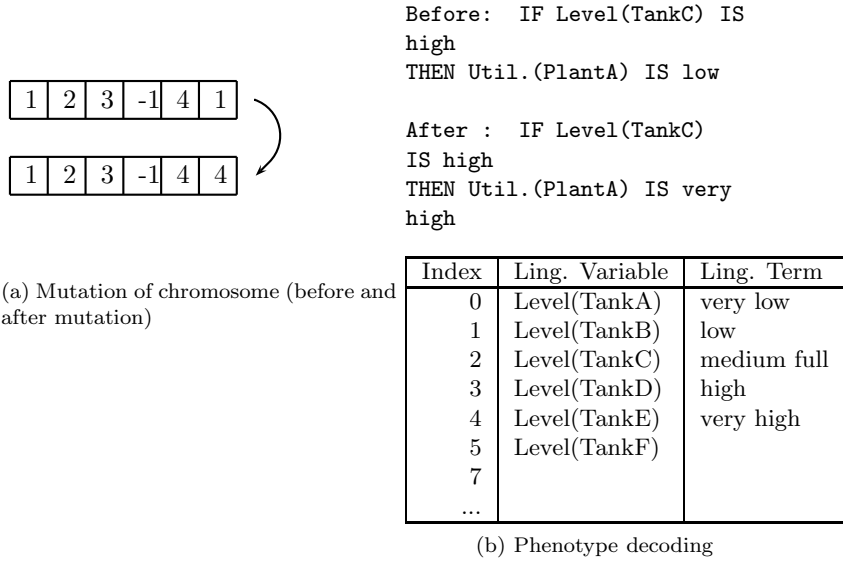 1 2 3 -1 4 1
1 2 3 -1 4 4
(a) Mutation of chromosome (before and
after mutation)
Before: IF Level(TankC) IS
high
THEN Util.(PlantA) IS low
After : IF Level(TankC)
IS high
THEN Util.(PlantA) IS very
high
Index Ling. Variable Ling. Term
0 Level(TankA) very low
1 Level(TankB) low
2 Level(TankC) medium full
3 Level(TankD) high
4 Level(TankE) very high
5 Level(TankF)
7
...
(b) Phenotype decoding